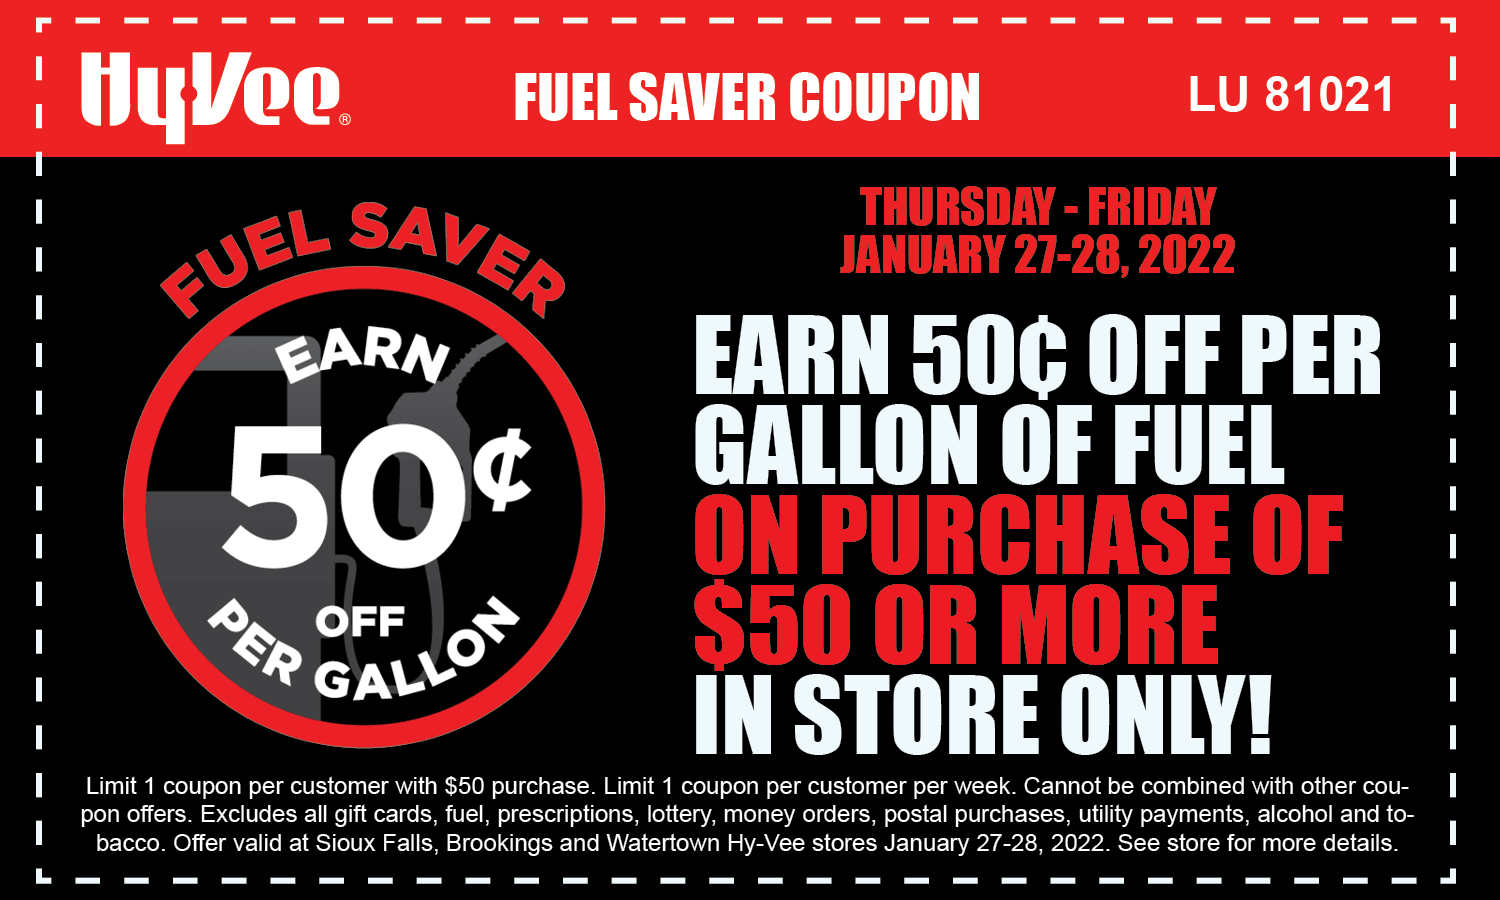 HyVee®
FUEL SAVER COUPON
LU 81021
FUEL SAVER
EARN
50¢
OFF
PER GALLON
THURSDAY - FRIDAY
JANUARY 27-28, 2022
EARN 50¢ OFF PER
GALLON OF FUEL
ON PURCHASE OF
$50 OR MORE
IN STORE ONLY!
Limit 1 coupon per customer with $50 purchase. Limit 1 coupon per customer per week. Cannot be combined with other cou-
pon offers. Excludes all gift cards, fuel, prescriptions, lottery, money orders, postal purchases, utility payments, alcohol and to-
bacco. Offer valid at Sioux Falls, Brookings and Watertown Hy-Vee stores January 27-28, 2022. See store for more details.